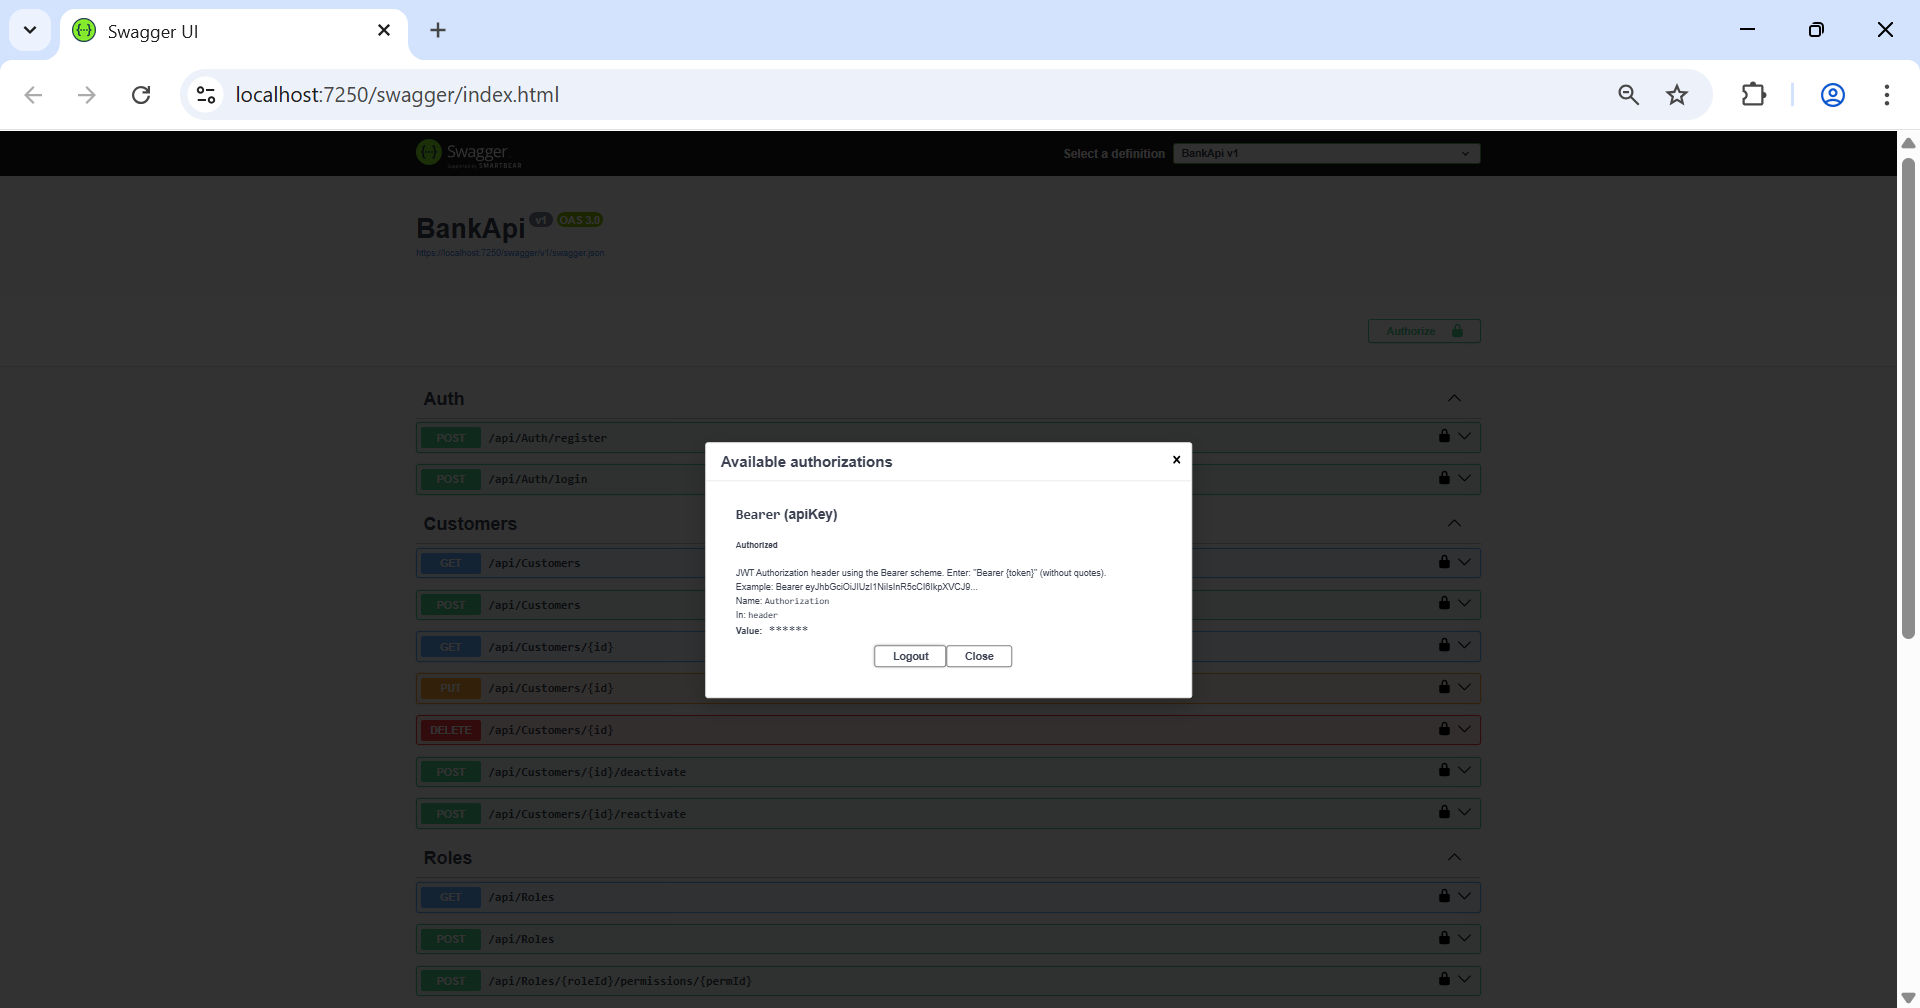 Swagger UI
localhost:7250/swagger/index.html
Swagger
Supported by SMARTBEAR
Select a definition
BankApi v1
BankApi v1 OAS 3.0
https://localhost:7250/swagger/v1/swagger.json
Authorize
Auth
POST /api/Auth/register
POST /api/Auth/login
Customers
GET /api/Customers
POST /api/Customers
GET /api/Customers/{id}
PUT /api/Customers/{id}
DELETE /api/Customers/{id}
POST /api/Customers/{id}/deactivate
POST /api/Customers/{id}/reactivate
Roles
GET /api/Roles
POST /api/Roles
POST /api/Roles/{roleId}/permissions/{permId}
Available authorizations
Bearer (apiKey)
Authorized
JWT Authorization header using the Bearer scheme. Enter: "Bearer {token}" (without quotes).
Example: Bearer eyJhbGciOiJIUzI1NiIsInR5cCI6IkpXVCJ9...
Name: Authorization
In: header
Value: ******
Logout
Close